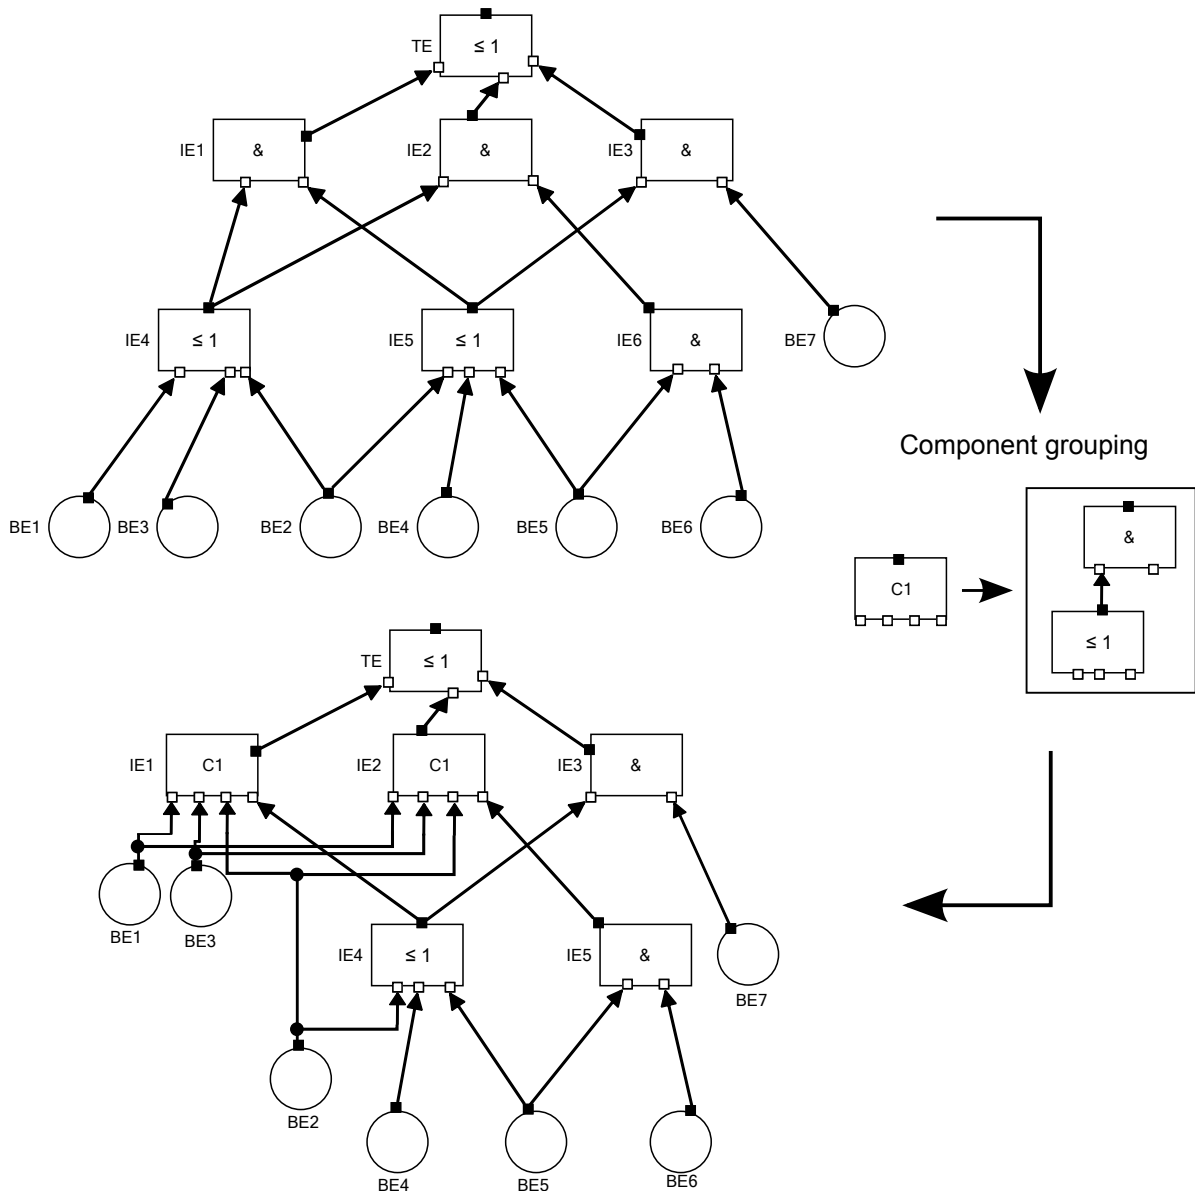 TE
≤ 1
IE1
&
IE2
&
IE3
&
IE4
≤ 1
IE5
≤ 1
IE6
&
BE7
Component grouping
BE1
BE3
BE2
BE4
BE5
BE6
&
C1
≤ 1
TE
≤ 1
IE1
C1
IE2
C1
IE3
&
BE1
BE3
IE4
≤ 1
IE5
&
BE7
BE2
BE4
BE5
BE6